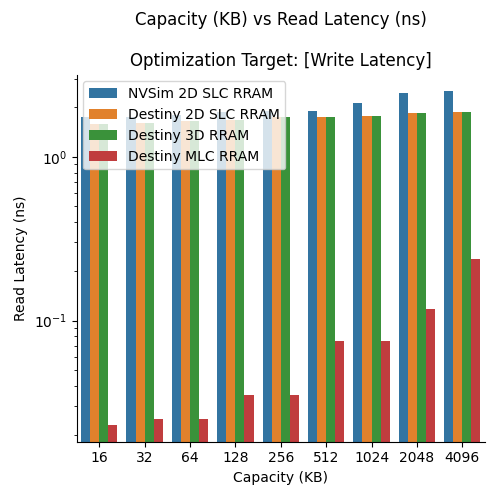 Capacity (KB) vs Read Latency (ns)
Optimization Target: [Write Latency]
NVSim 2D SLC RRAM
Destiny 2D SLC RRAM
Destiny 3D RRAM
Destiny MLC RRAM
10⁰
10⁻¹
Read Latency (ns)
16 32 64 128 256 512 1024 2048 4096
Capacity (KB)